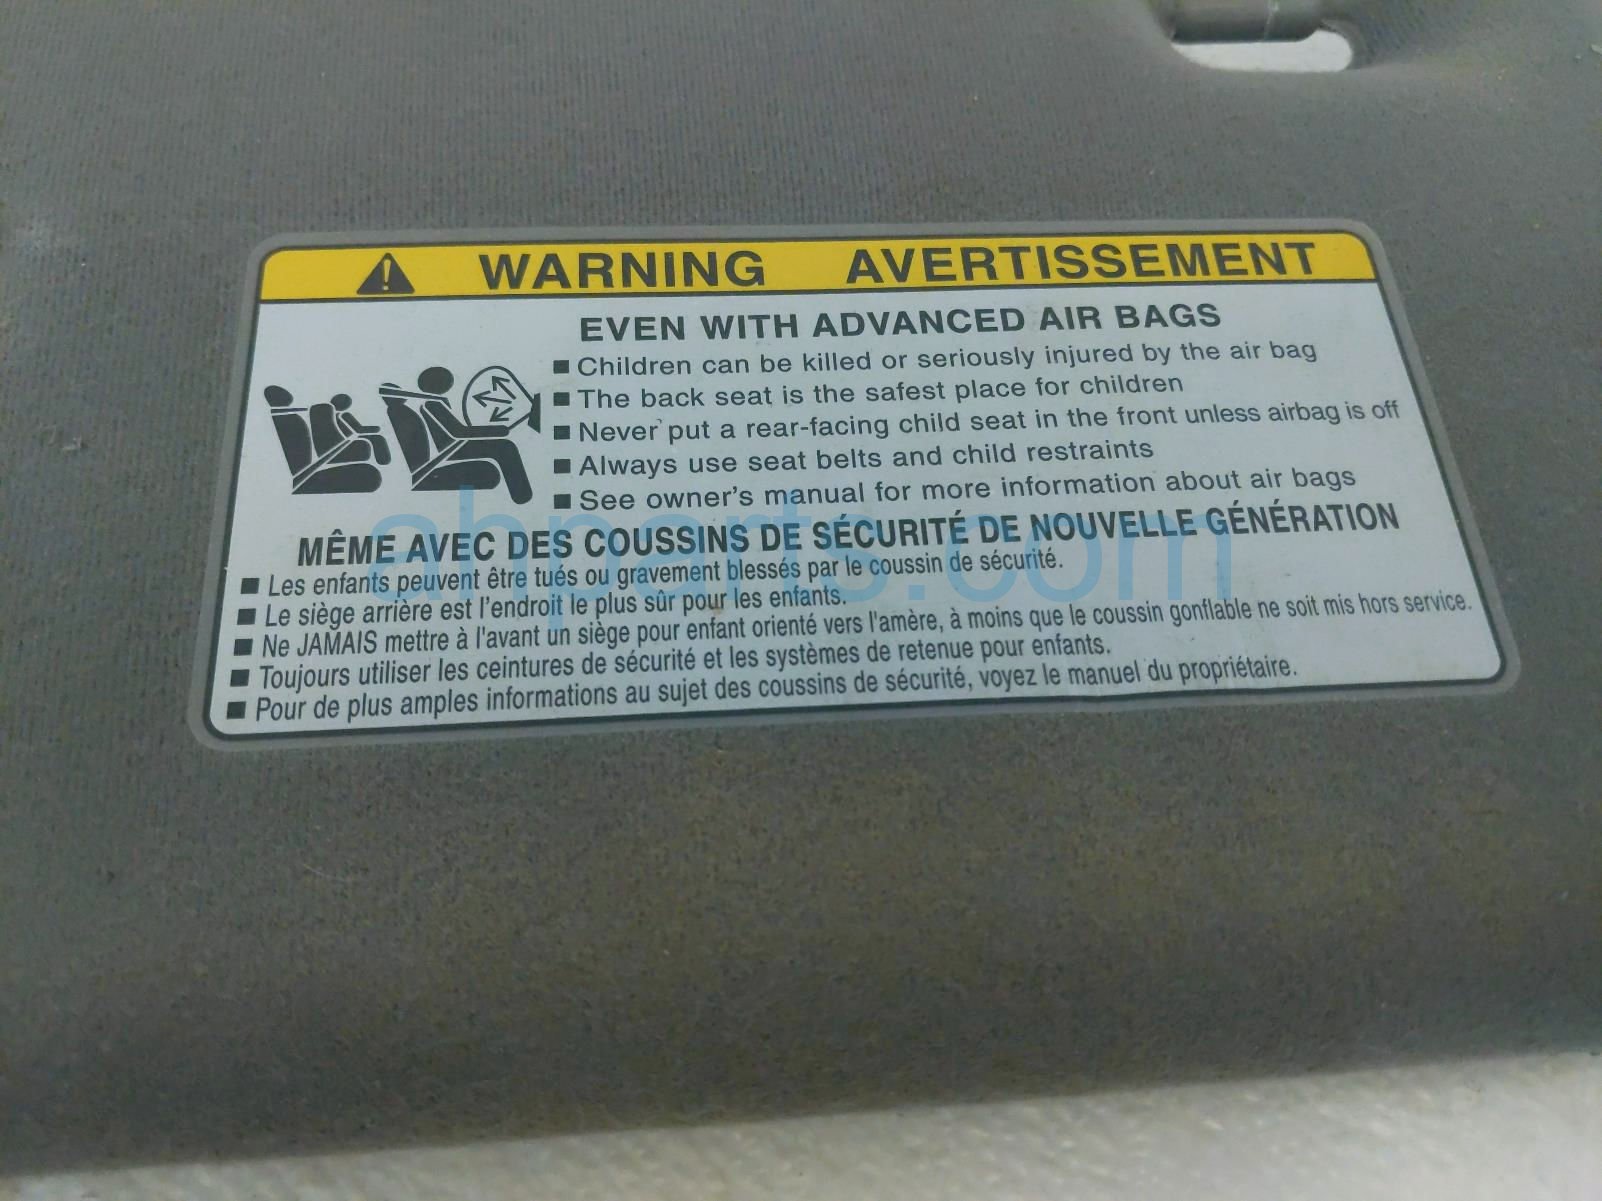 WARNING AVERTISSEMENT
EVEN WITH ADVANCED AIR BAGS
■ Children can be killed or seriously injured by the air bag
■ The back seat is the safest place for children
■ Never put a rear-facing child seat in the front unless airbag is off
■ Always use seat belts and child restraints
■ See owner's manual for more information about air bags
MÊME AVEC DES COUSSINS DE SÉCURITÉ DE NOUVELLE GÉNÉRATION
■ Les enfants peuvent être tués ou gravement blessés par le coussin de sécurité.
■ Le siège arrière est l'endroit le plus sûr pour les enfants.
■ Ne JAMAIS mettre à l'avant un siège pour enfant orienté vers l'amère, à moins que le coussin gonflable ne soit mis hors service.
■ Toujours utiliser les ceintures de sécurité et les systèmes de retenue pour enfants.
■ Pour de plus amples informations au sujet des coussins de sécurité, voyez le manuel du propriétaire.
ahparts.com